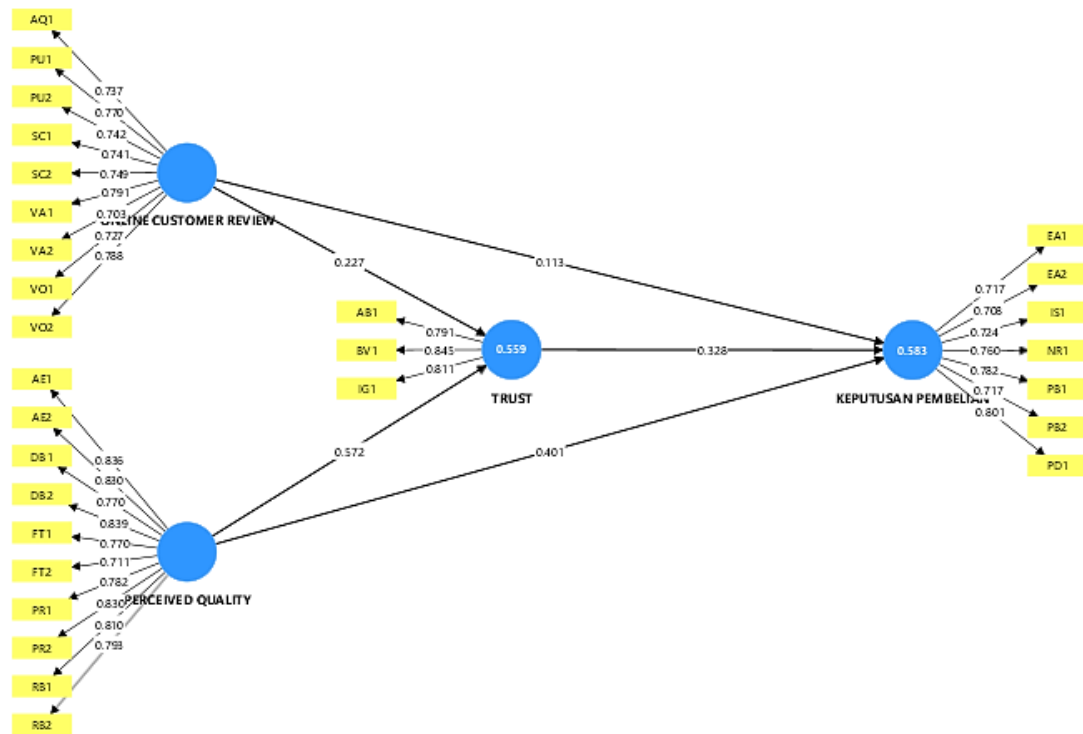 AQ1
PU1
PU2
SC1
SC2
VA1
VA2
VO1
VO2
0.737
0.770
0.742
0.741
0.749
0.791
0.703
0.727
0.788
ONLINE CUSTOMER REVIEW
0.227
0.113
AB1
BV1
IG1
0.791
0.845
0.811
0.559
TRUST
0.328
0.583
KEPUTUSAN PEMBELIAN
EA1
EA2
IS1
NR1
PB1
PB2
PD1
0.717
0.708
0.724
0.760
0.782
0.717
0.801
AE1
AE2
DB1
DB2
FT1
FT2
PR1
PR2
RB1
RB2
0.836
0.830
0.770
0.839
0.770
0.711
0.782
0.830
0.810
0.793
PERCEIVED QUALITY
0.572
0.401